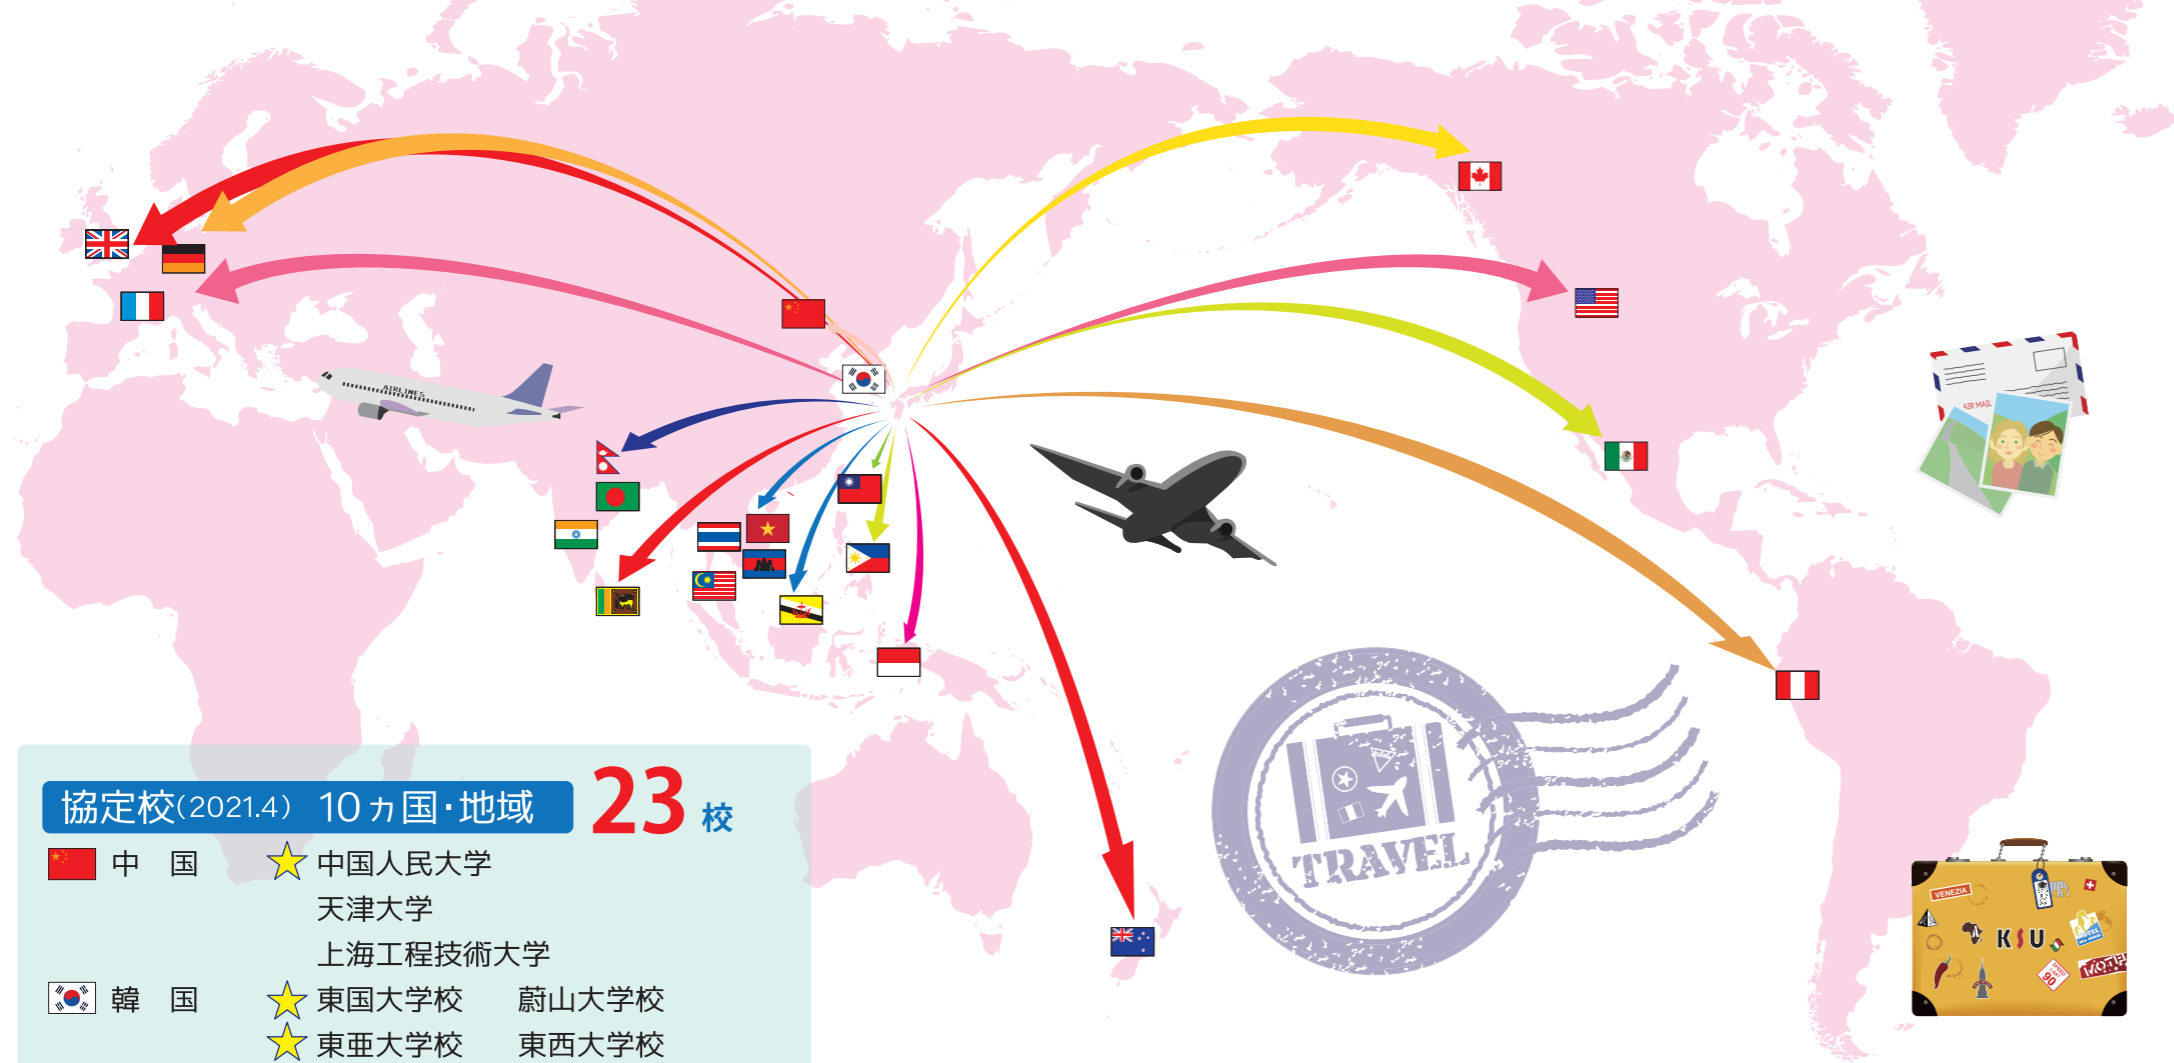 AIRLINES
AIR MAIL
TRAVEL
協定校(2021.4) 10ヵ国・地域 23校
中 国 中国人民大学
天津大学
上海工程技術大学
韓 国 東国大学校 蔚山大学校
東亜大学校 東西大学校
VENEZIA
KSU
HOTEL
MOTEL
90